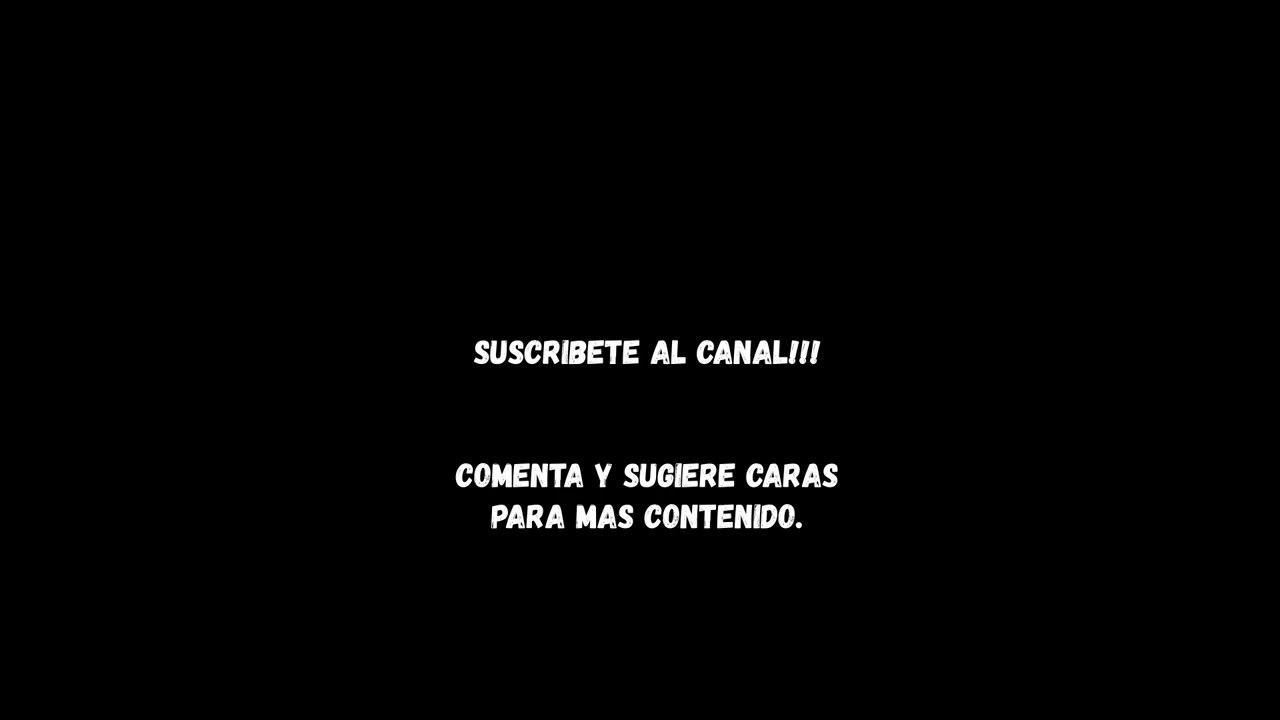 SUSCRIBETE AL CANAL!!!
COMENTA Y SUGIERE CARAS
PARA MAS CONTENIDO.